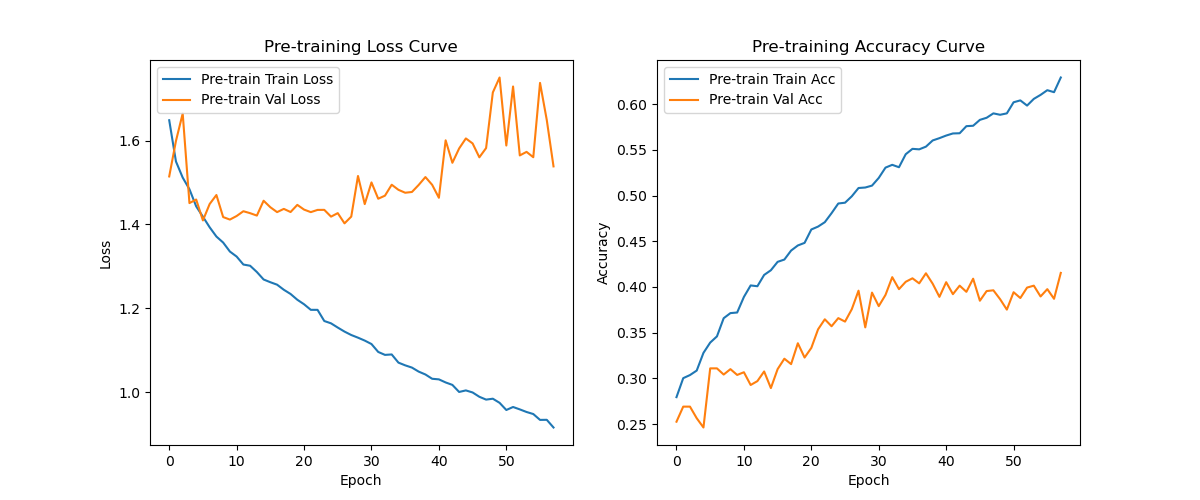 Pre-training Loss Curve
Pre-train Train Loss
Pre-train Val Loss
1.6
1.4
1.2
1.0
Loss
0
10
20
30
40
50
Epoch
Pre-training Accuracy Curve
Pre-train Train Acc
Pre-train Val Acc
0.60
0.55
0.50
0.45
0.40
0.35
0.30
0.25
Accuracy
0
10
20
30
40
50
Epoch